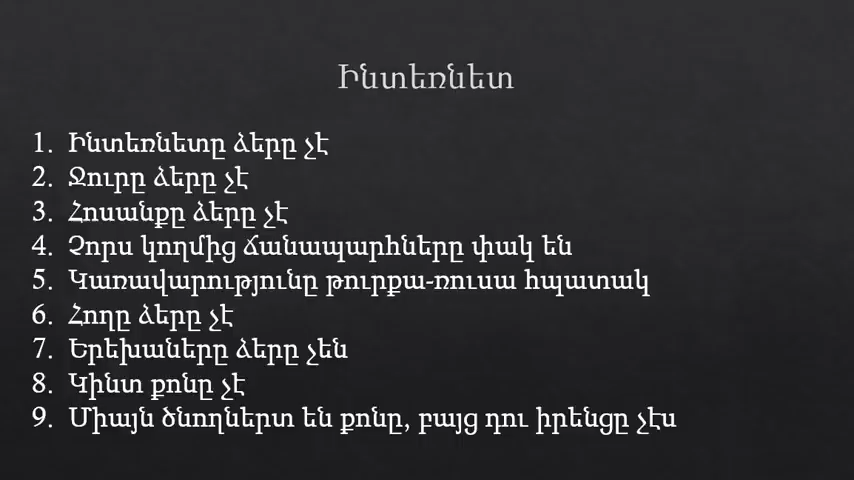 Ինտեռնետ
1. Ինտեռնետը ձերը չէ
2. Ջուրը ձերը չէ
3. Հոսանքը ձերը չէ
4. Չորս կողմից ճանապարհները փակ են
5. Կառավարությունը թուրքա-ռուսա հպատակ
6. Հողը ձերը չէ
7. Երեխաները ձերը չեն
8. Կինտ քոնը չէ
9. Միայն ծնողներտ են քոնը, բայց դու իրենցը չէս